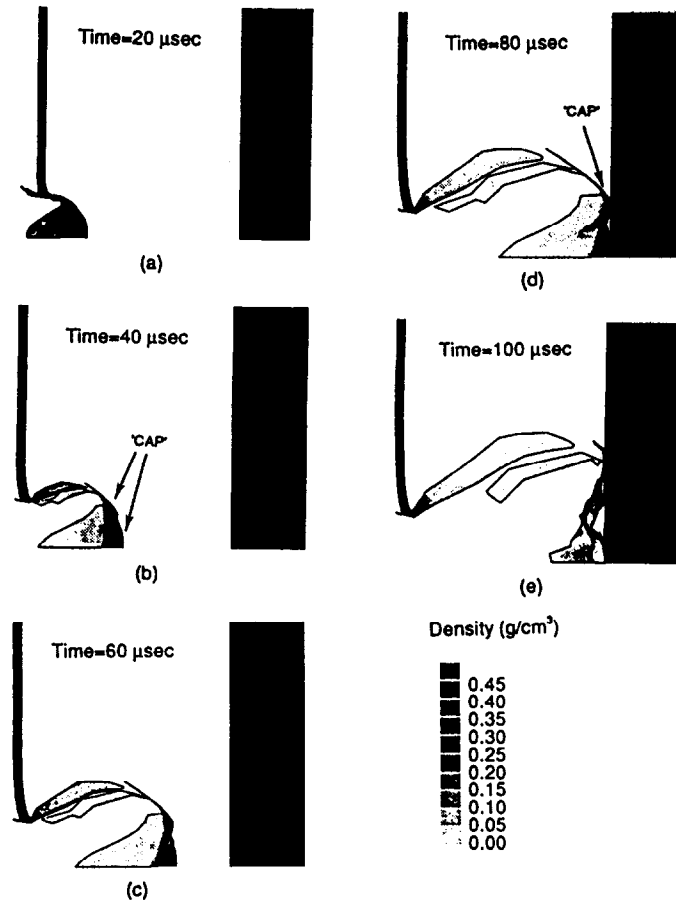 Time=20 μsec
(a)
Time=40 μsec
"CAP"
(b)
Time=60 μsec
(c)
Time=80 μsec
"CAP"
(d)
Time=100 μsec
(e)
Density (g/cm³)
0.45
0.40
0.35
0.30
0.25
0.20
0.15
0.10
0.05
0.00